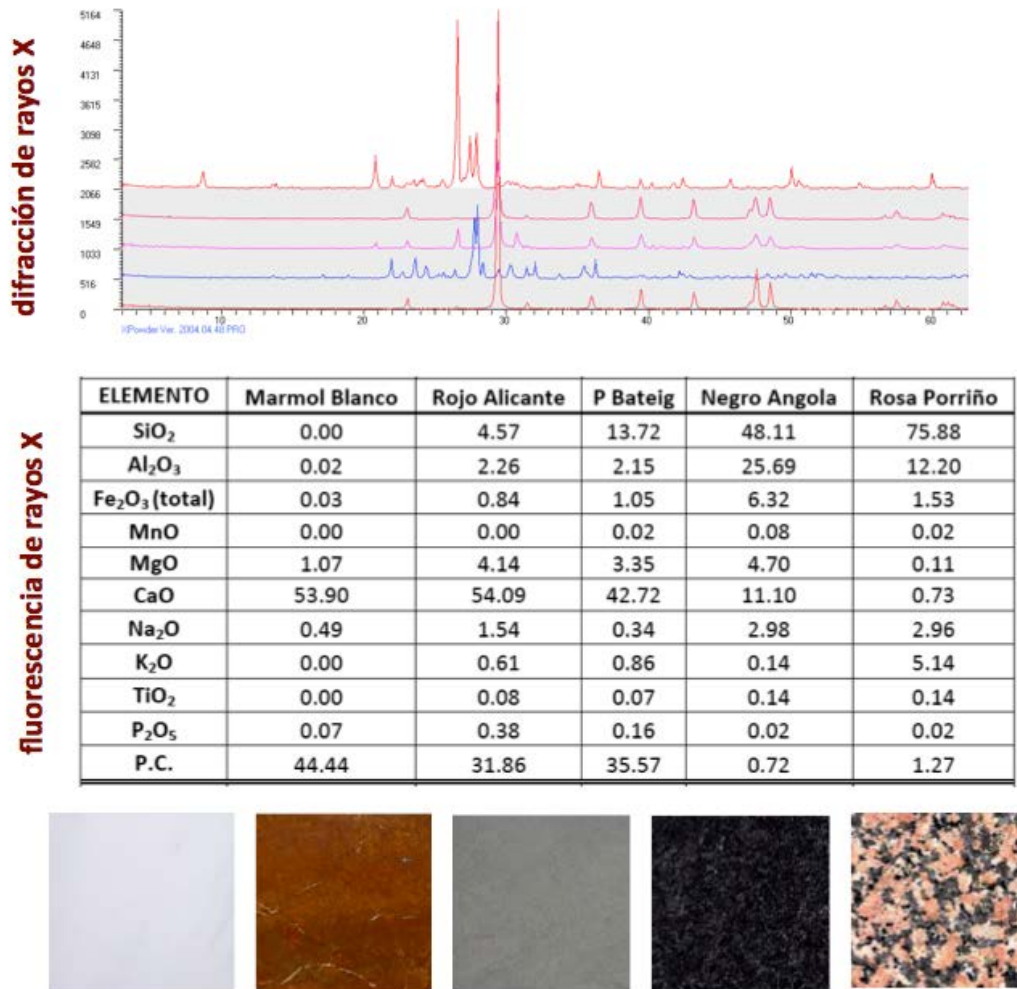 difracción de rayos X
5164
4648
4131
3615
3098
2582
2066
1549
1033
516
0
10 20 30 40 50 60
XPowder Ver. 2004.04.48 PRO
fluorescencia de rayos X
ELEMENTO Marmol Blanco Rojo Alicante P Bateig Negro Angola Rosa Porriño
SiO₂ 0.00 4.57 13.72 48.11 75.88
Al₂O₃ 0.02 2.26 2.15 25.69 12.20
Fe₂O₃ (total) 0.03 0.84 1.05 6.32 1.53
MnO 0.00 0.00 0.02 0.08 0.02
MgO 1.07 4.14 3.35 4.70 0.11
CaO 53.90 54.09 42.72 11.10 0.73
Na₂O 0.49 1.54 0.34 2.98 2.96
K₂O 0.00 0.61 0.86 0.14 5.14
TiO₂ 0.00 0.08 0.07 0.14 0.14
P₂O₅ 0.07 0.38 0.16 0.02 0.02
P.C. 44.44 31.86 35.57 0.72 1.27